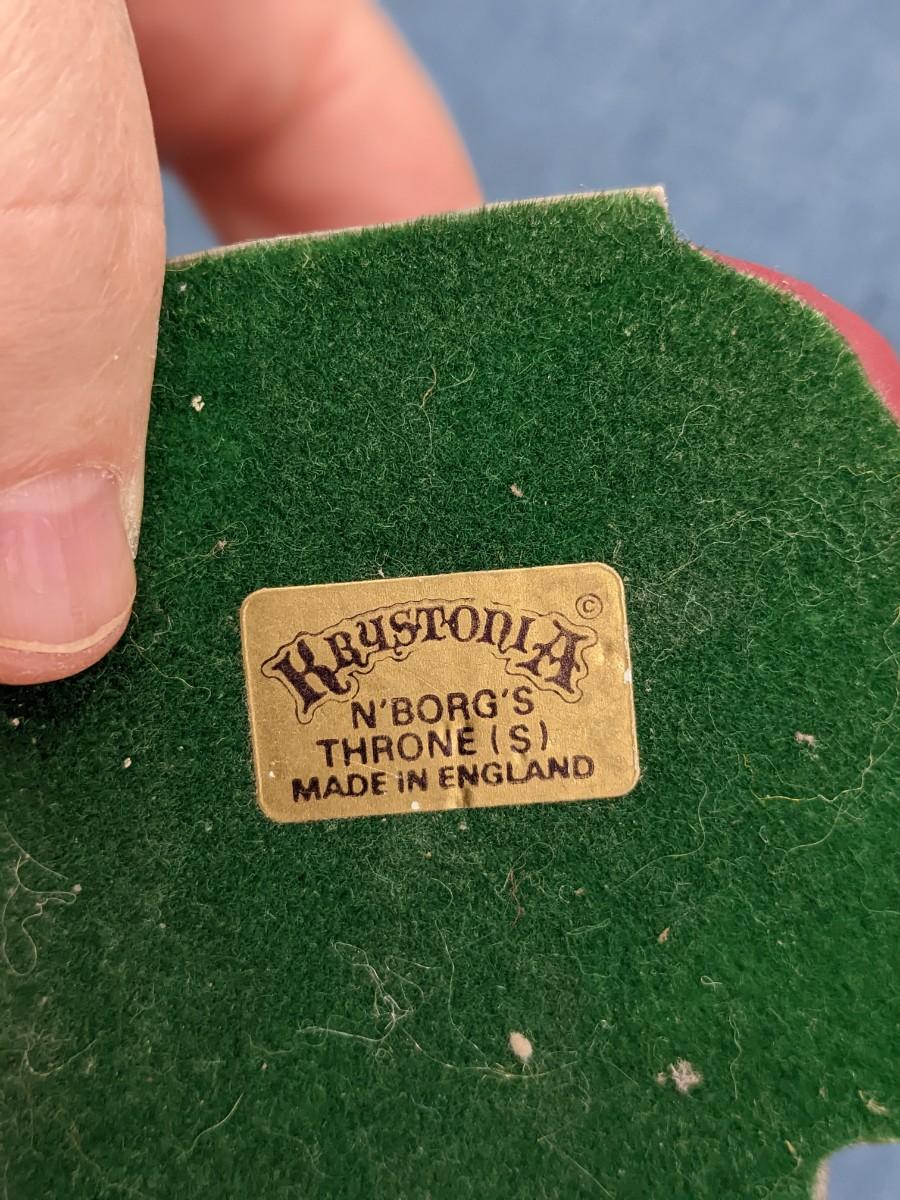 KRYSTONIA ©
N'BORG'S
THRONE (S)
MADE IN ENGLAND